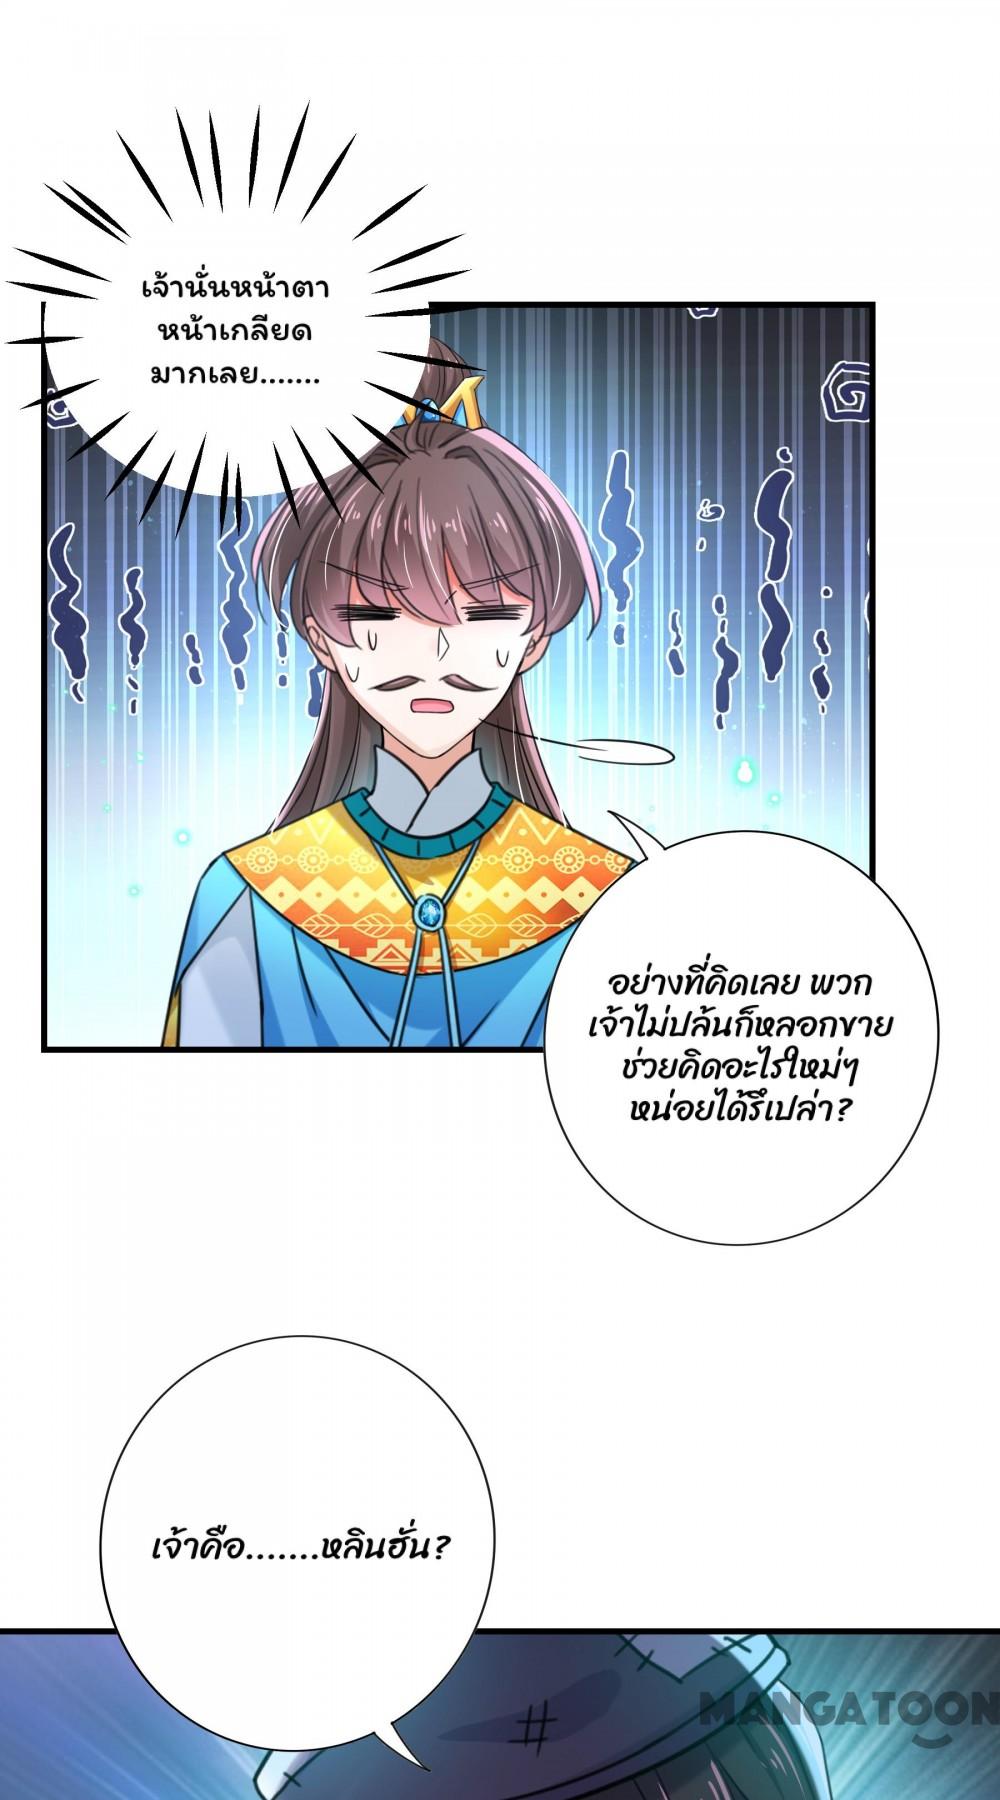 เจ้านั่นหน้าตา
หน้าเกลียด
มากเลย.......
อย่างที่คิดเลย พวก
เจ้าไม่ปล้นก็หลอกขาย
ช่วยคิดอะไรใหม่ๆ
หน่อยได้รึเปล่า?
เจ้าคือ.......หลินฮั่น?
MANGATOON